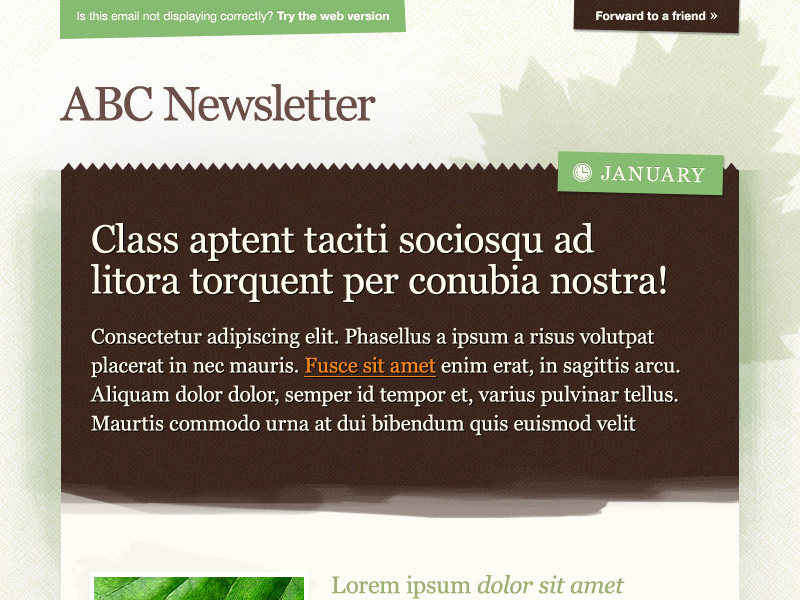 Is this email not displaying correctly? Try the web version
Forward to a friend »
ABC Newsletter
JANUARY
Class aptent taciti sociosqu ad
litora torquent per conubia nostra!
Consectetur adipiscing elit. Phasellus a ipsum a risus volutpat
placerat in nec mauris. Fusce sit amet enim erat, in sagittis arcu.
Aliquam dolor dolor, semper id tempor et, varius pulvinar tellus.
Maurtis commodo urna at dui bibendum quis euismod velit
Lorem ipsum dolor sit amet